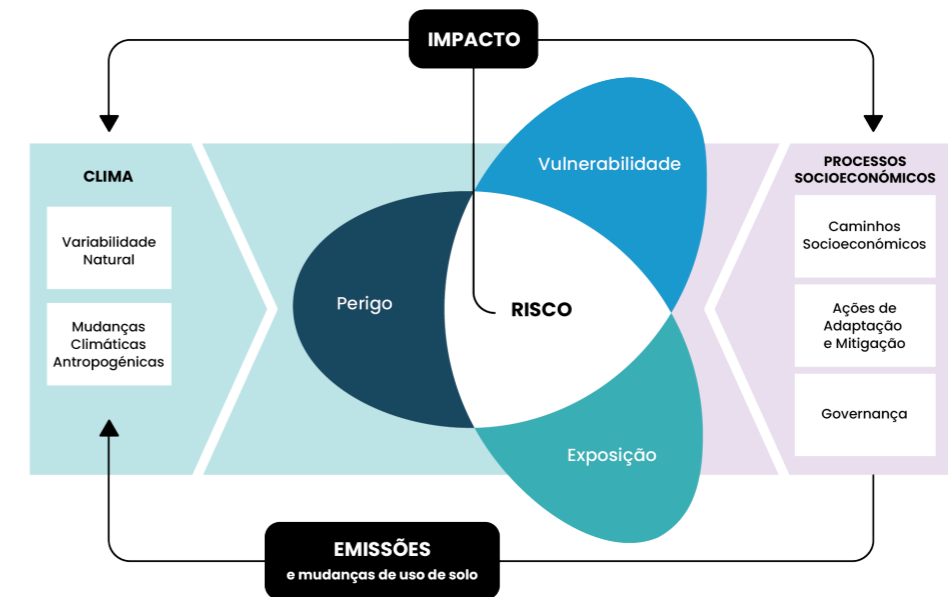 IMPACTO
CLIMA
Variabilidade
Natural
Mudanças
Climáticas
Antropogénicas
Perigo
Vulnerabilidade
RISCO
Exposição
PROCESSOS
SOCIOECONÓMICOS
Caminhos
Socioeconómicos
Ações de
Adaptação
e Mitigação
Governança
EMISSÕES
e mudanças de uso de solo